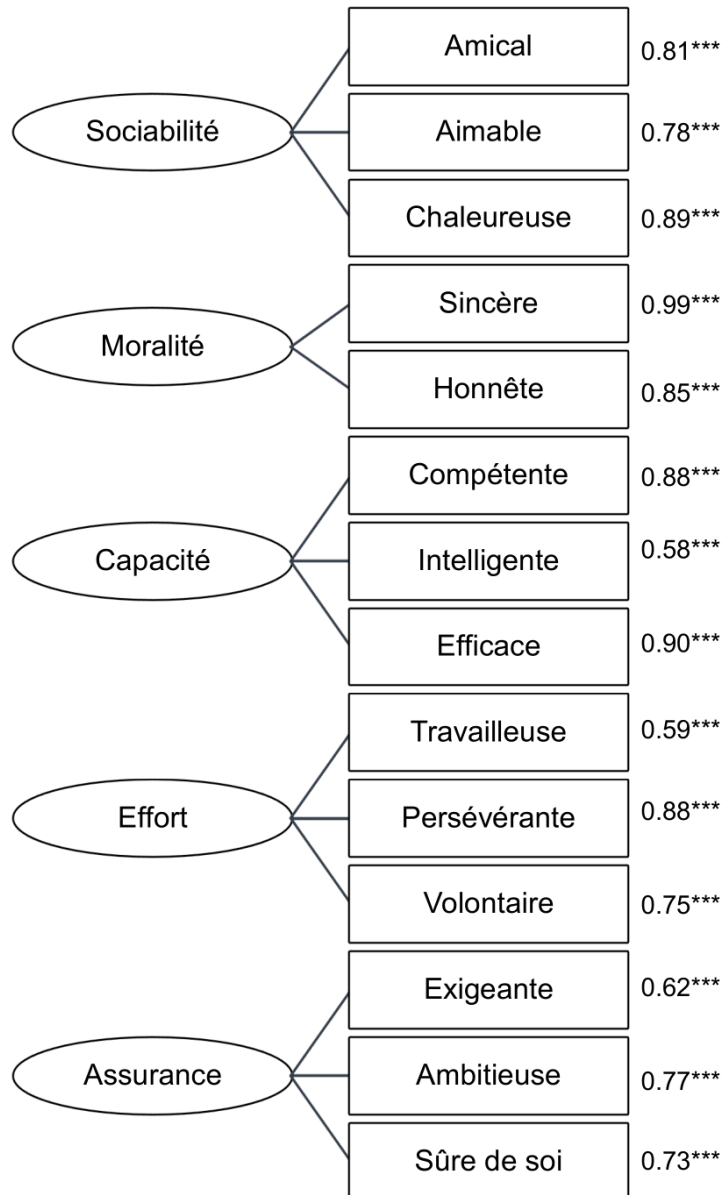 Amical 0.81***
Sociabilité Aimable 0.78***
Chaleureuse 0.89***
Sincère 0.99***
Moralité
Honnête 0.85***
Compétente 0.88***
Capacité Intelligente 0.58***
Efficace 0.90***
Travailleuse 0.59***
Effort Persévérante 0.88***
Volontaire 0.75***
Exigeante 0.62***
Assurance Ambitieuse 0.77***
Sûre de soi 0.73***